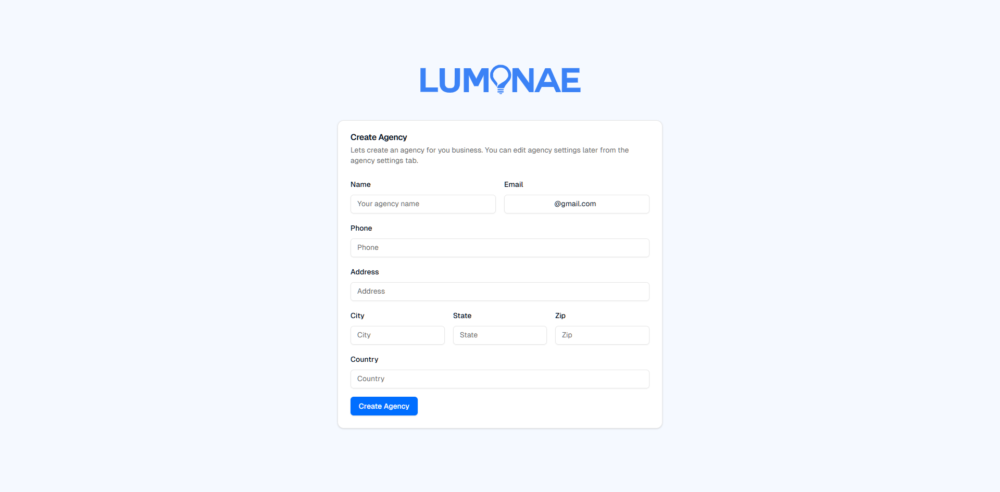 LUMONAE
Create Agency
Lets create an agency for you business. You can edit agency settings later from the
agency settings tab.
Name
Email
Your agency name
@gmail.com
Phone
Phone
Address
Address
City
State
Zip
City
State
Zip
Country
Country
Create Agency